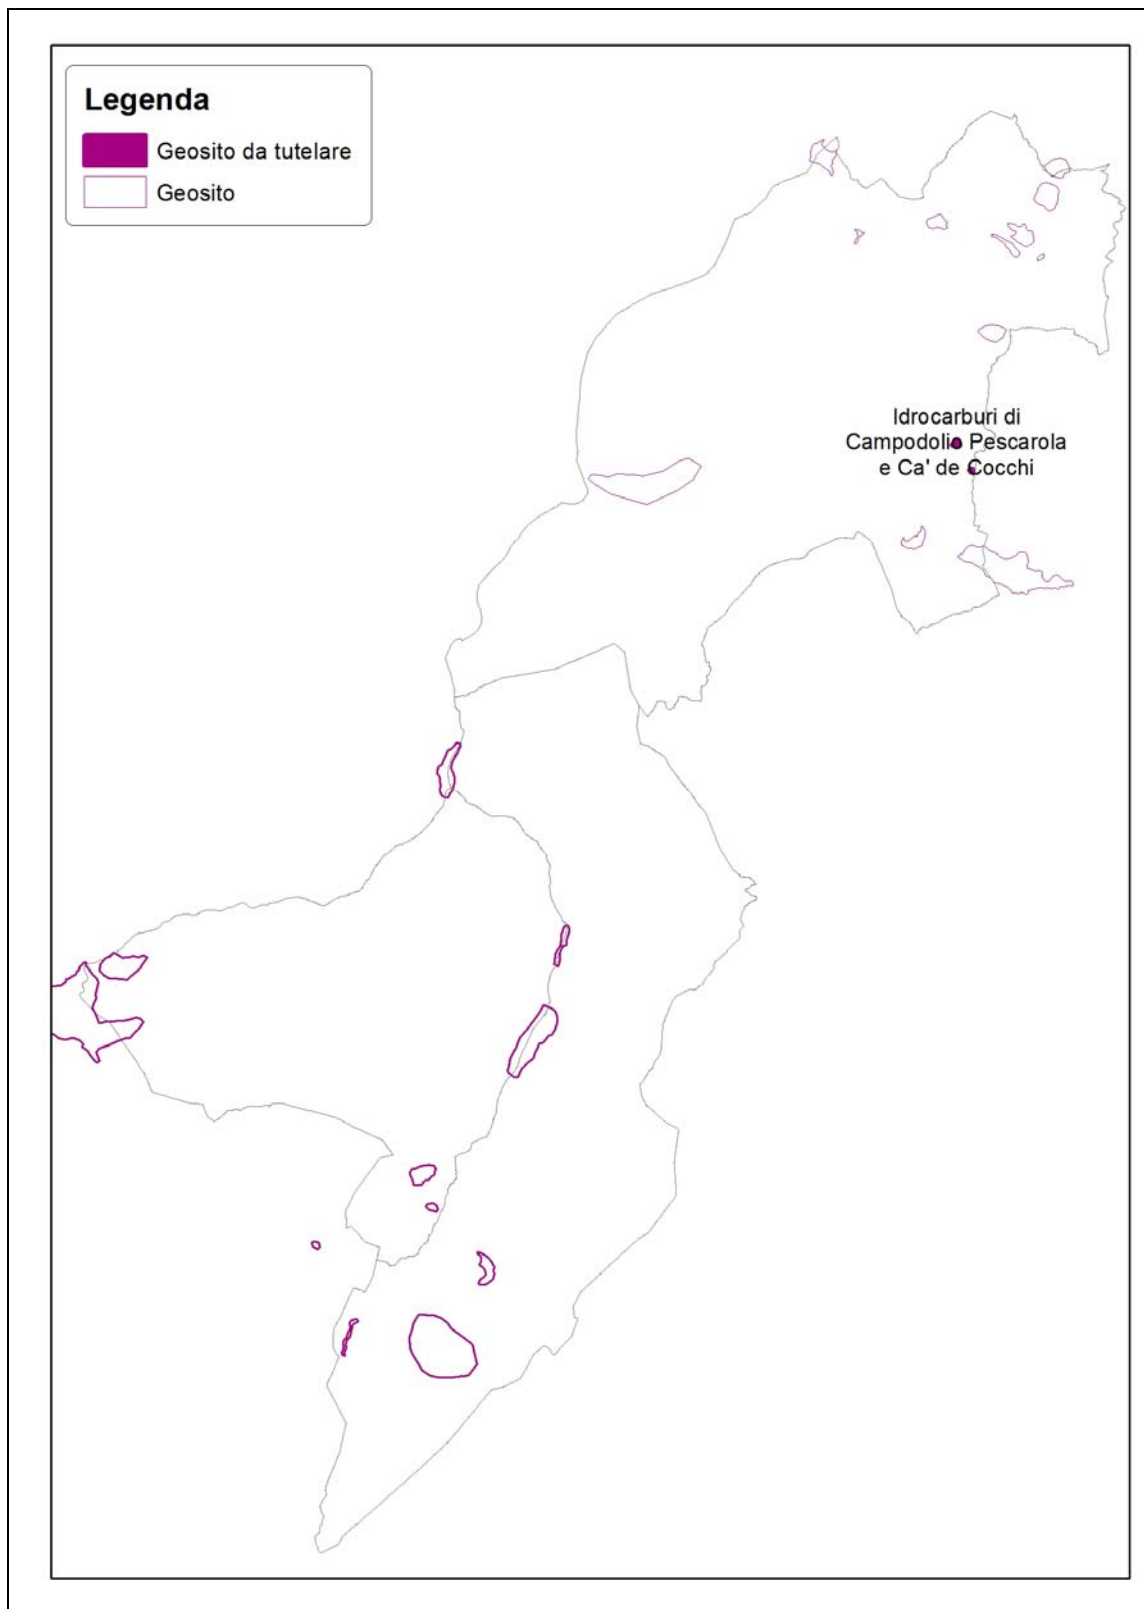 Legenda
Geosito da tutelare
Geosito
Idrocarburi di
Campodolio Pescarola
e Ca' de Cocchi